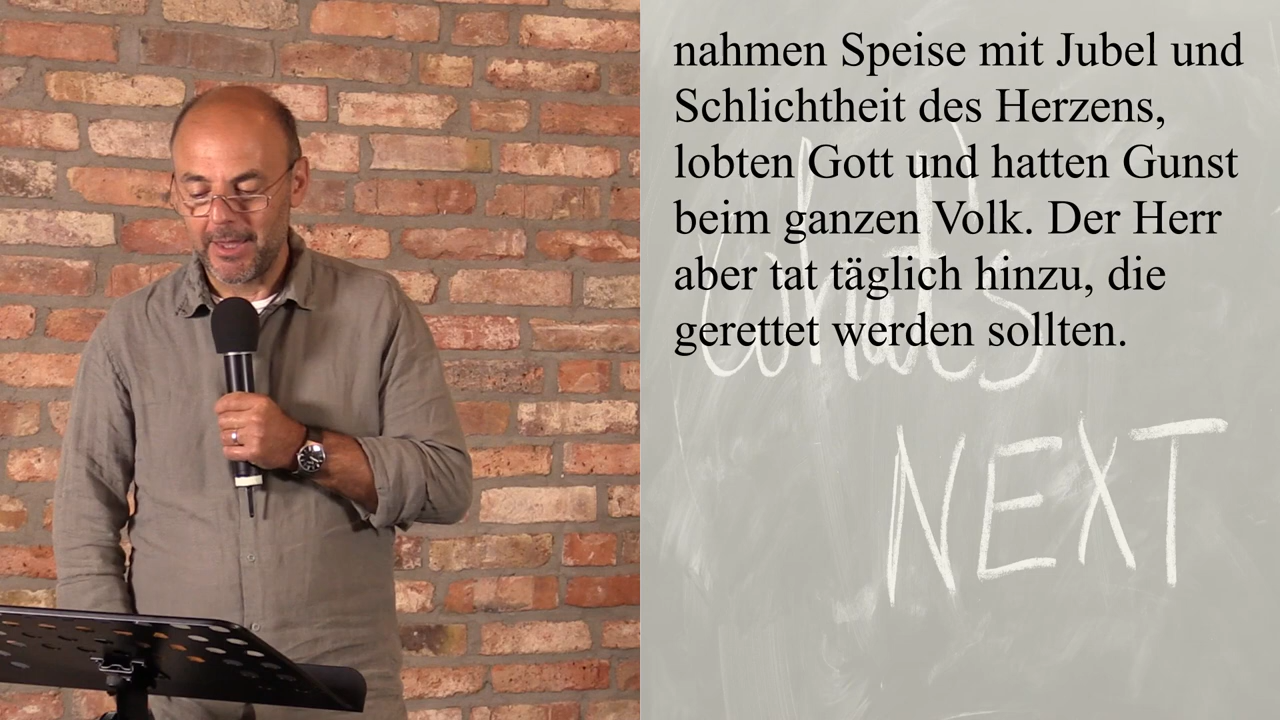 nahmen Speise mit Jubel und
Schlichtheit des Herzens,
lobten Gott und hatten Gunst
beim ganzen Volk. Der Herr
aber tat täglich hinzu, die
gerettet werden sollten.
What's
NEXT